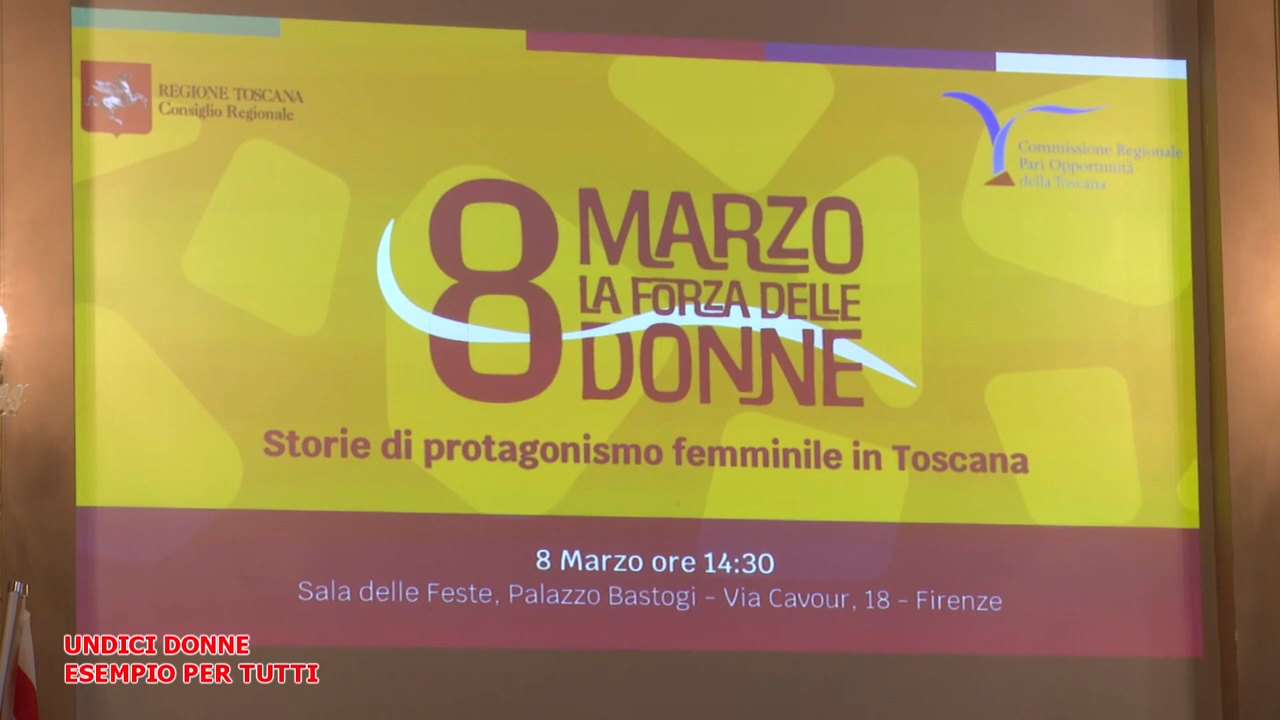 REGIONE TOSCANA
Consiglio Regionale
Commissione Regionale
Pari Opportunità
della Toscana
8 MARZO
LA FORZA DELLE
DONNE
Storie di protagonismo femminile in Toscana
8 Marzo ore 14:30
Sala delle Feste, Palazzo Bastogi - Via Cavour, 18 - Firenze
UNDICI DONNE
ESEMPIO PER TUTTI